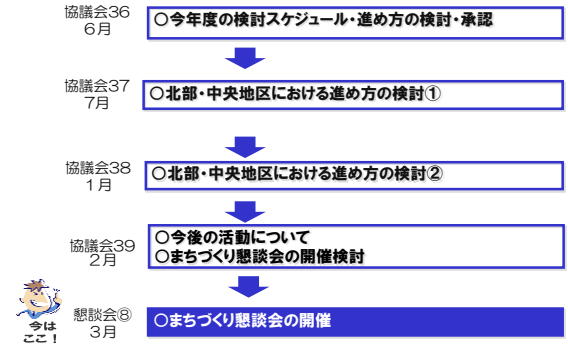 協議会36
6月
○今年度の検討スケジュール・進め方の検討・承認
協議会37
7月
○北部・中央地区における進め方の検討①
協議会38
1月
○北部・中央地区における進め方の検討②
協議会39
2月
○今後の活動について
○まちづくり懇談会の開催検討
懇談会⑧
3月
○まちづくり懇談会の開催
今は
ここ！